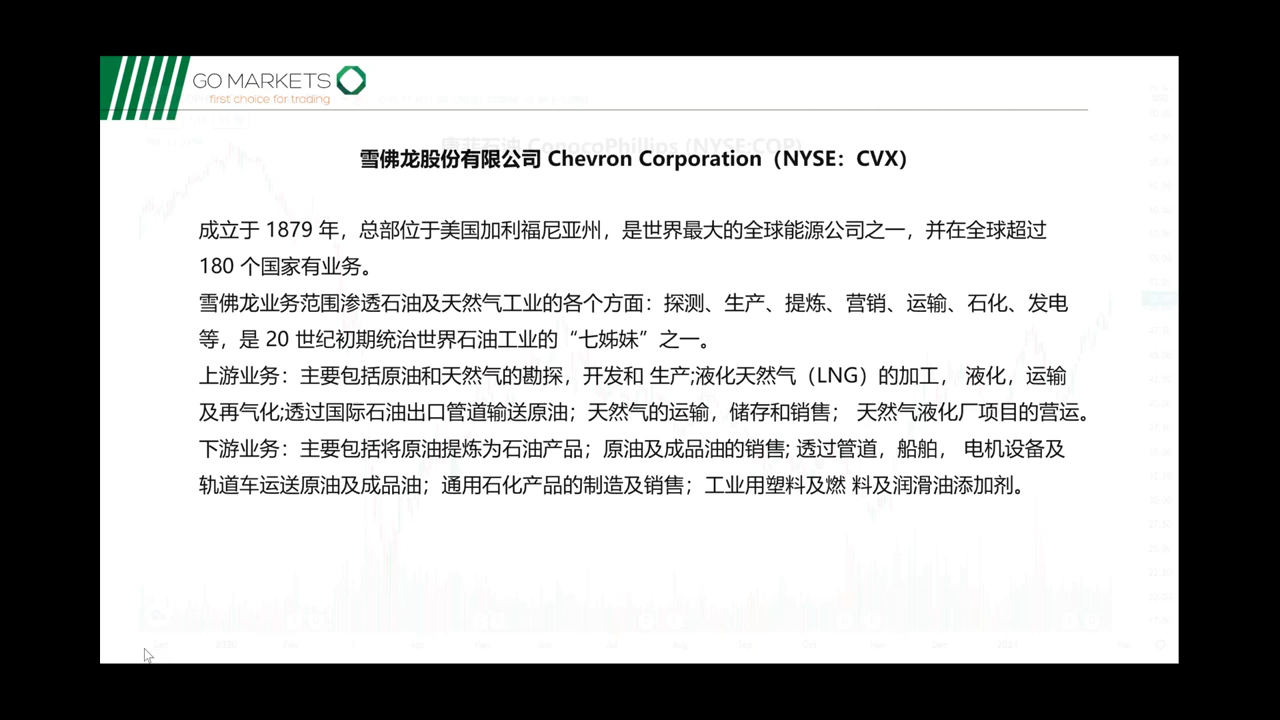 GO MARKETS
first choice for trading
康菲石油 ConocoPhillips (NYSE:COP)
雪佛龙股份有限公司 Chevron Corporation（NYSE：CVX）
成立于 1879 年，总部位于美国加利福尼亚州，是世界最大的全球能源公司之一，并在全球超过
180 个国家有业务。
雪佛龙业务范围渗透石油及天然气工业的各个方面：探测、生产、提炼、营销、运输、石化、发电
等，是 20 世纪初期统治世界石油工业的“七姊妹”之一。
上游业务：主要包括原油和天然气的勘探，开发和 生产;液化天然气（LNG）的加工， 液化，运输
及再气化;透过国际石油出口管道输送原油；天然气的运输，储存和销售； 天然气液化厂项目的营运。
下游业务：主要包括将原油提炼为石油产品；原油及成品油的销售; 透过管道，船舶， 电机设备及
轨道车运送原油及成品油；通用石化产品的制造及销售；工业用塑料及燃 料及润滑油添加剂。